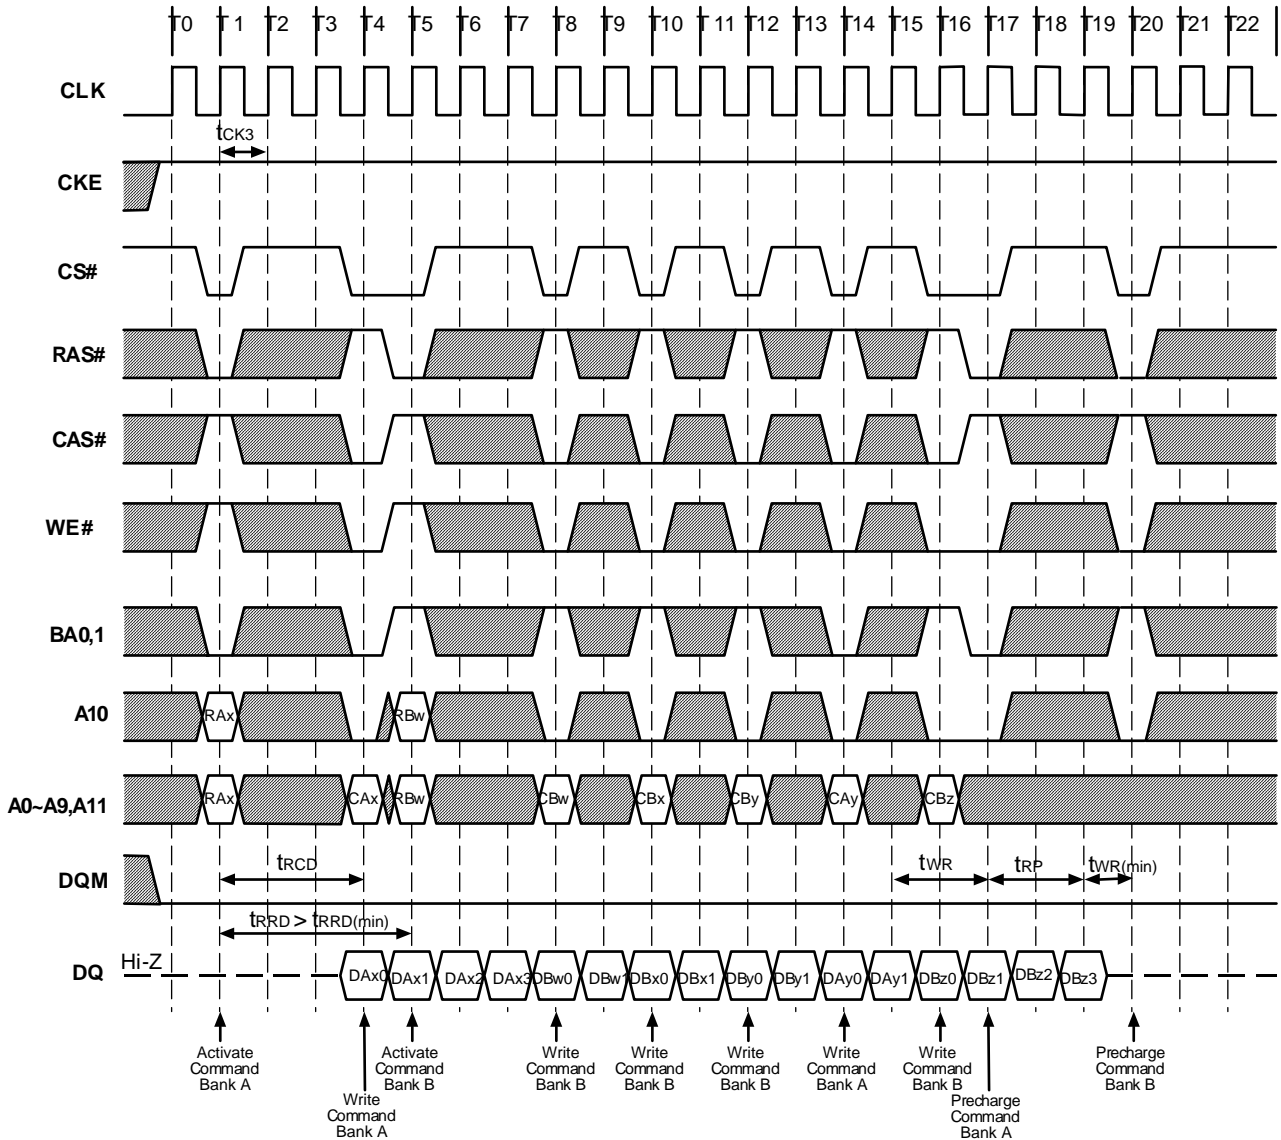 T0 T 1 T2 T3 T4 T5 T6 T7 T8 T9 T10 T 11 T12 T13 T14 T15 T16 T17 T18 T19 T20 T21 T22
CLK
tCK3
CKE
CS#
RAS#
CAS#
WE#
BA0,1
A10 RAx RBw
A0~A9,A11 RAx CAx RBw CBw CBx CBy CAy CBz
DQM tRCD tWR tRP tWR(min)
tRRD > tRRD(min)
DQ Hi-Z DAx0 DAx1 DAx2 DAx3 DBw0 DBw1 DBx0 DBx1 DBy0 DBy1 DAy0 DAy1 DBz0 DBz1 DBz2 DBz3
Activate
Command
Bank A
Write
Command
Bank A
Activate
Command
Bank B
Write
Command
Bank B
Write
Command
Bank B
Write
Command
Bank B
Write
Command
Bank A
Write
Command
Bank B
Precharge
Command
Bank A
Precharge
Command
Bank B